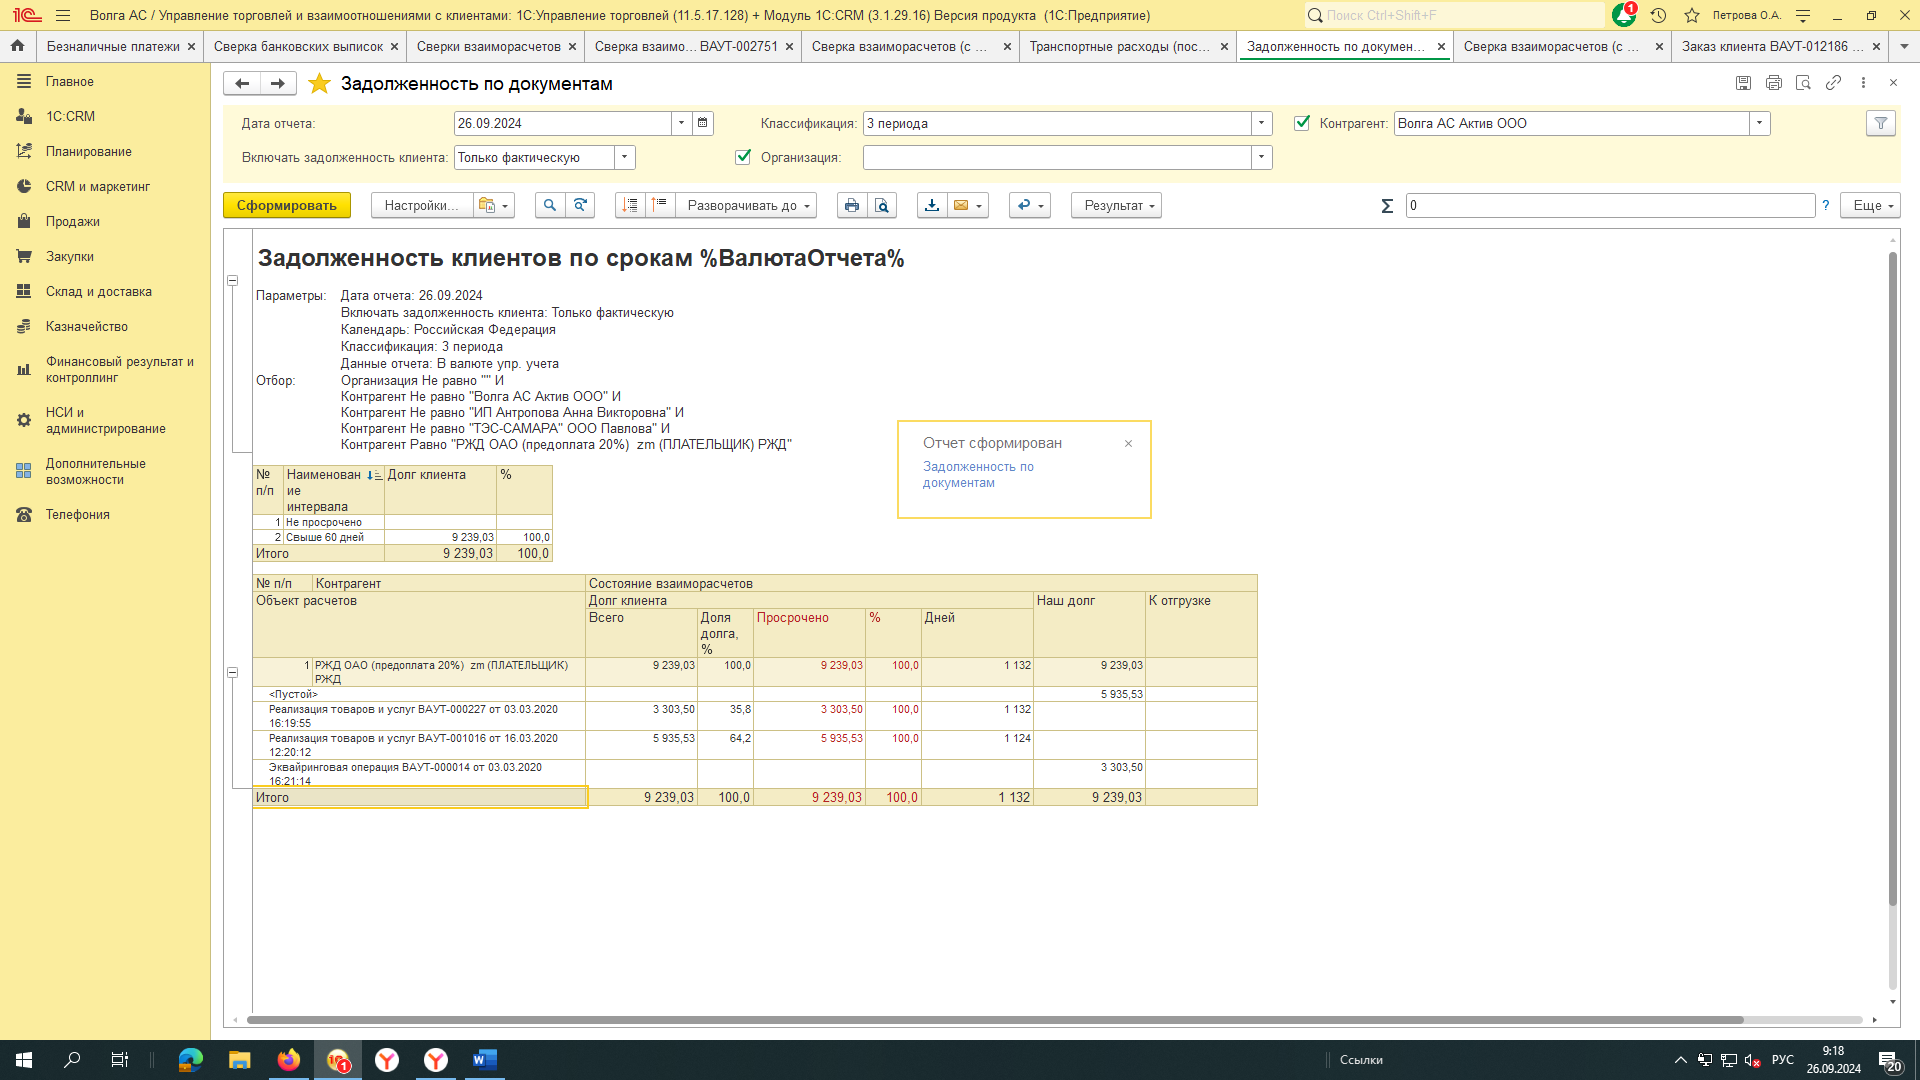 Волга АС / Управление торговлей и взаимоотношениями с клиентами: 1С:Управление торговлей (11.5.17.128) + Модуль 1С:CRM (3.1.29.16) Версия продукта (1С:Предприятие)
Поиск Ctrl+Shift+F
1
Петрова О.А.
Безналичные платежи
Сверка банковских выписок
Сверки взаиморасчетов
Сверка взаимо... ВАУТ-002751
Сверка взаиморасчетов (с ...
Транспортные расходы (пос...
Задолженность по докумен...
Сверка взаиморасчетов (с ...
Заказ клиента ВАУТ-012186 ...
Главное
1С:CRM
Планирование
CRM и маркетинг
Продажи
Закупки
Склад и доставка
Казначейство
Финансовый результат и
контроллинг
НСИ и
администрирование
Дополнительные
возможности
Телефония
Задолженность по документам
Дата отчета: 26.09.2024
Классификация: 3 периода
Контрагент: Волга АС Актив ООО
Включать задолженность клиента: Только фактическую
Организация:
Сформировать
Настройки...
Разворачивать до
Результат
Σ 0
?
Еще
Задолженность клиентов по срокам %ВалютаОтчета%
Параметры: Дата отчета: 26.09.2024
Включать задолженность клиента: Только фактическую
Календарь: Российская Федерация
Классификация: 3 периода
Данные отчета: В валюте упр. учета
Отбор: Организация Не равно "" И
Контрагент Не равно "Волга АС Актив ООО" И
Контрагент Не равно "ИП Антропова Анна Викторовна" И
Контрагент Не равно "ТЭС-САМАРА" ООО Павлова" И
Контрагент Равно "РЖД ОАО (предоплата 20%) zm (ПЛАТЕЛЬЩИК) РЖД"
Отчет сформирован
Задолженность по
документам
№ Наименован Долг клиента %
п/п ие
интервала
1 Не просрочено
2 Свыше 60 дней 9 239,03 100,0
Итого 9 239,03 100,0
№ п/п Контрагент Состояние взаиморасчетов
Объект расчетов Долг клиента Наш долг К отгрузке
Всего Доля Просрочено % Дней
долга,
%
1 РЖД ОАО (предоплата 20%) zm (ПЛАТЕЛЬЩИК) 9 239,03 100,0 9 239,03 100,0 1 132 9 239,03
РЖД
<Пустой> 5 935,53
Реализация товаров и услуг ВАУТ-000227 от 03.03.2020 3 303,50 35,8 3 303,50 100,0 1 132
16:19:55
Реализация товаров и услуг ВАУТ-001016 от 16.03.2020 5 935,53 64,2 5 935,53 100,0 1 124
12:20:12
Эквайринговая операция ВАУТ-000014 от 03.03.2020 3 303,50
16:21:14
Итого 9 239,03 100,0 9 239,03 100,0 1 132 9 239,03
1
Ссылки
РУС
9:18
26.09.2024
20